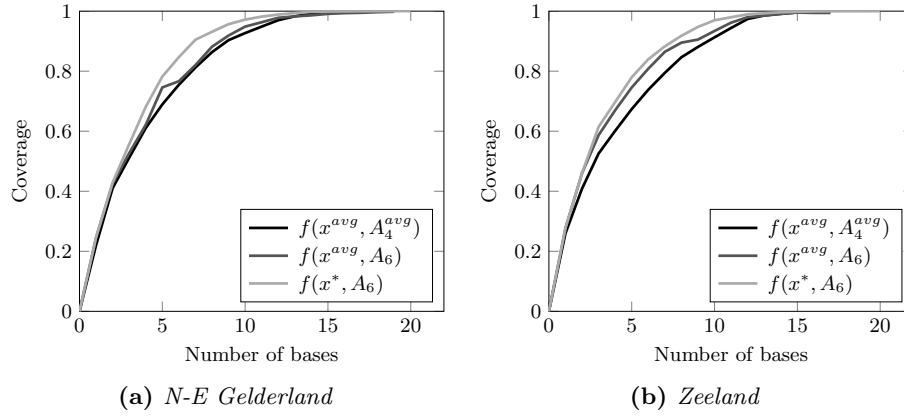 1
0.8
0.6
0.4
0.2
0
Coverage
0 5 10 15 20
Number of bases
f(x^{avg}, A_4^{avg})
f(x^{avg}, A_6)
f(x^*, A_6)
(a) N-E Gelderland
1
0.8
0.6
0.4
0.2
0
Coverage
0 5 10 15 20
Number of bases
f(x^{avg}, A_4^{avg})
f(x^{avg}, A_6)
f(x^*, A_6)
(b) Zeeland